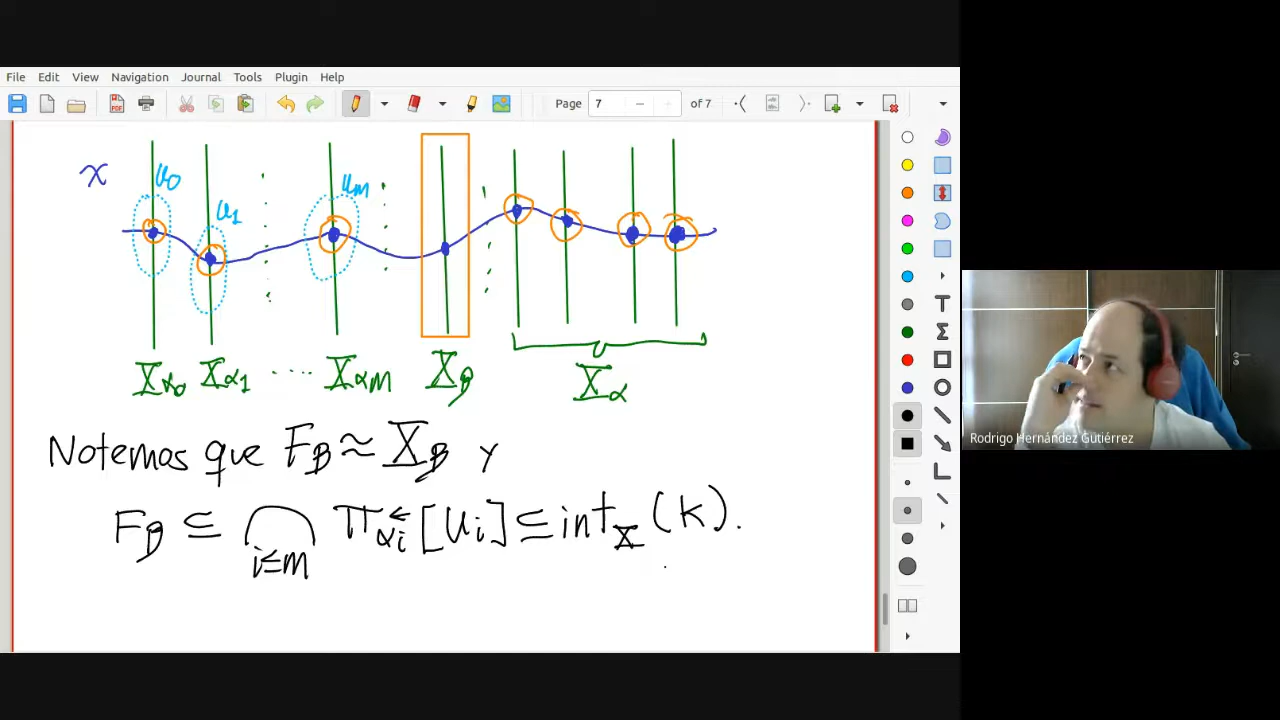 File Edit View Navigation Journal Tools Plugin Help
Page 7 of 7
x U0 U1 Um
𝕏α0 𝕏α1 .... 𝕏αm 𝕏β 𝕏α
Notemos que Fβ ≈ 𝕏β y
Fβ ⊆ ⋂ i≤m π←αi [Ui] ⊆ int𝕏 (K).
Rodrigo Hernández Gutiérrez